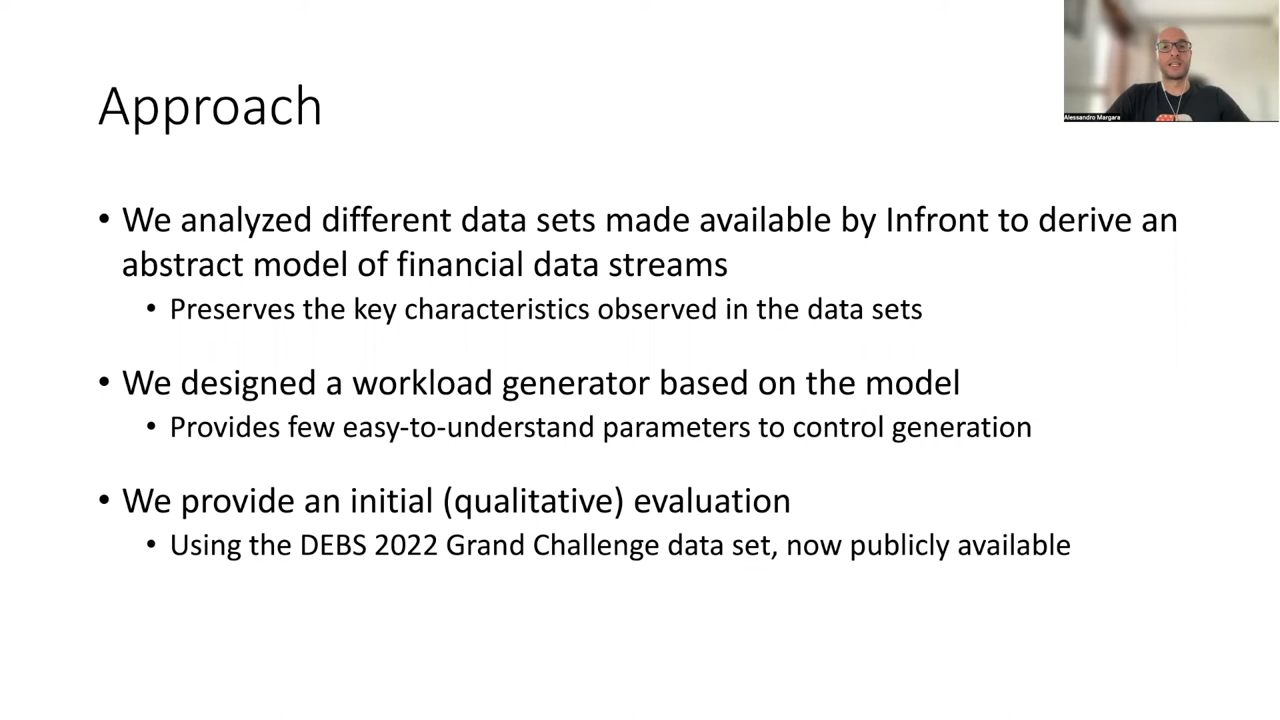 Alessandro Margara
Approach
• We analyzed different data sets made available by Infront to derive an
abstract model of financial data streams
• Preserves the key characteristics observed in the data sets
• We designed a workload generator based on the model
• Provides few easy-to-understand parameters to control generation
• We provide an initial (qualitative) evaluation
• Using the DEBS 2022 Grand Challenge data set, now publicly available